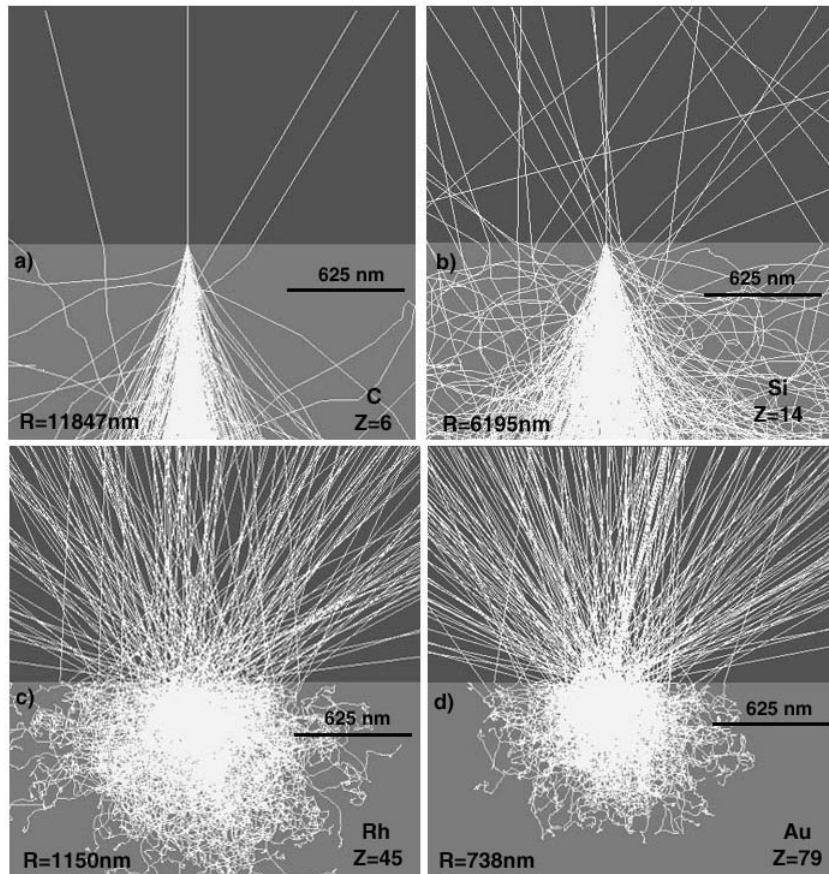 a)
625 nm
C
R=11847nm
Z=6
b)
625 nm
Si
R=6195nm
Z=14
c)
625 nm
Rh
R=1150nm
Z=45
d)
625 nm
Au
R=738nm
Z=79